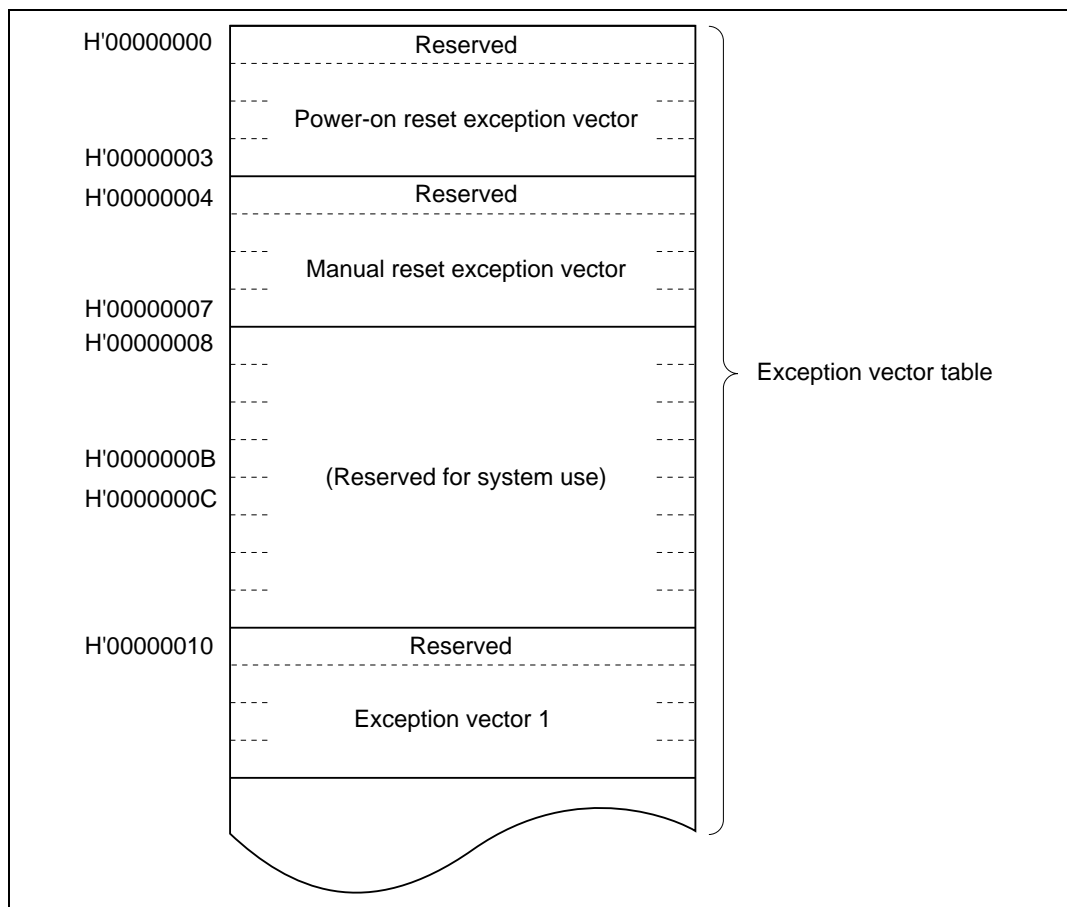 H'00000000 Reserved
Power-on reset exception vector
H'00000003
H'00000004 Reserved
Manual reset exception vector
H'00000007
H'00000008
Exception vector table
H'0000000B
(Reserved for system use)
H'0000000C
H'00000010 Reserved
Exception vector 1